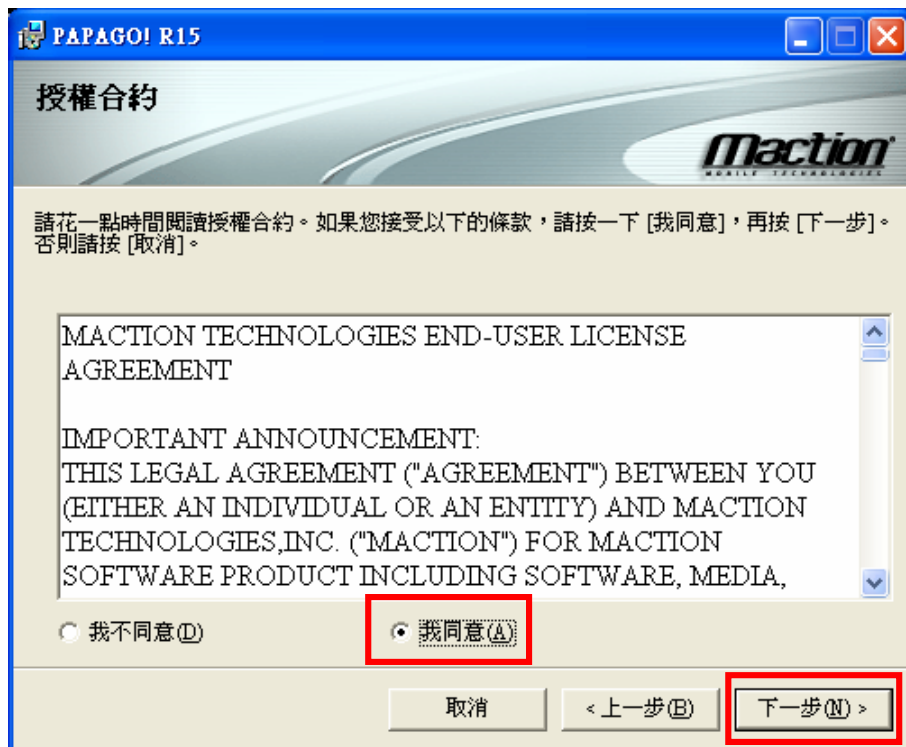 PAPAGO! R15
授權合約
Maction
MOBILE TECHNOLOGIES
請花一點時間閱讀授權合約。如果您接受以下的條款，請按一下 [我同意]，再按 [下一步]。
否則請按 [取消]。
MACTION TECHNOLOGIES END-USER LICENSE
AGREEMENT
IMPORTANT ANNOUNCEMENT:
THIS LEGAL AGREEMENT ("AGREEMENT") BETWEEN YOU
(EITHER AN INDIVIDUAL OR AN ENTITY) AND MACTION
TECHNOLOGIES,INC. ("MACTION") FOR MACTION
SOFTWARE PRODUCT INCLUDING SOFTWARE, MEDIA,
我不同意(D) 我同意(A)
取消 <上一步(B) 下一步(N) >